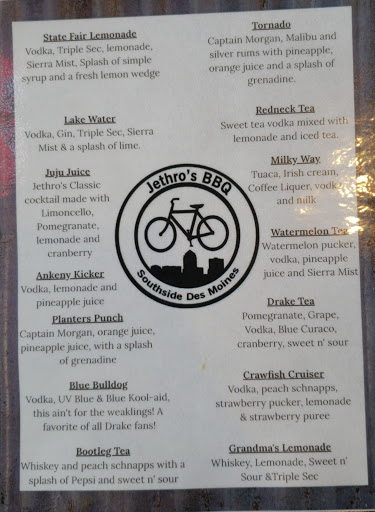 State Fair Lemonade
Vodka, Triple Sec, lemonade,
Sierra Mist, Splash of simple
syrup and a fresh lemon wedge
Lake Water
Vodka, Gin, Triple Sec, Sierra
Mist & a splash of lime.
Juju Juice
Jethro's Classic
cocktail made with
Limoncello,
Pomegranate,
lemonade and
cranberry
Ankeny Kicker
Vodka, lemonade and
pineapple juice
Planters Punch
Captain Morgan, orange juice,
pineapple juice, with a splash
of grenadine
Blue Bulldog
Vodka, UV Blue & Blue Kool-aid,
this ain't for the weaklings! A
favorite of all Drake fans!
Bootleg Tea
Whiskey and peach schnapps with a
splash of Pepsi and sweet n' sour
Jethro's BBQ
Southside Des Moines
Tornado
Captain Morgan, Malibu and
silver rums with pineapple,
orange juice and a splash of
grenadine.
Redneck Tea
Sweet tea vodka mixed with
lemonade and iced tea.
Milky Way
Tuaca, Irish cream,
Coffee Liquer, vodka
and milk
Watermelon Tea
Watermelon pucker,
vodka, pineapple
juice and Sierra Mist
Drake Tea
Pomegranate, Grape,
Vodka, Blue Curaco,
cranberry, sweet n' sour
Crawfish Cruiser
Vodka, peach schnapps,
strawberry pucker, lemonade
& strawberry puree
Grandma's Lemonade
Whiskey, Lemonade, Sweet n'
Sour &Triple Sec